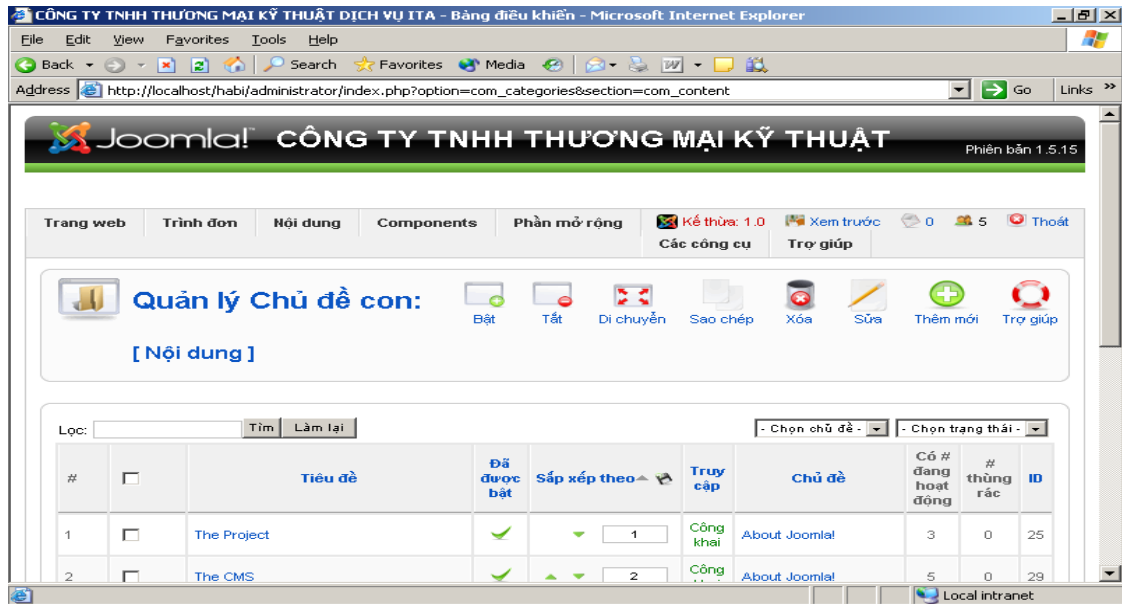 CÔNG TY TNHH THƯƠNG MẠI KỸ THUẬT DỊCH VỤ ITA - Bảng điều khiển - Microsoft Internet Explorer
File Edit View Favorites Tools Help
Back Search Favorites Media
Address http://localhost/habi/administrator/index.php?option=com_categories&section=com_content Go Links »
Joomla! CÔNG TY TNHH THƯƠNG MẠI KỸ THUẬT Phiên bản 1.5.15
Trang web Trình đơn Nội dung Components Phần mở rộng Kế thừa: 1.0 Xem trước 0 5 Thoát
Các công cụ Trợ giúp
Quản lý Chủ đề con: Bật Tắt Di chuyển Sao chép Xóa Sửa Thêm mới Trợ giúp
[ Nội dung ]
Lọc: Tìm Làm lại - Chọn chủ đề - - Chọn trạng thái -
# Tiêu đề Đã được bật Sắp xếp theo Truy cập Chủ đề Có # đang hoạt động # thùng rác ID
1 The Project 1 Công khai About Joomla! 3 0 25
2 The CMS 2 Công About Joomla! 5 0 29
Local intranet